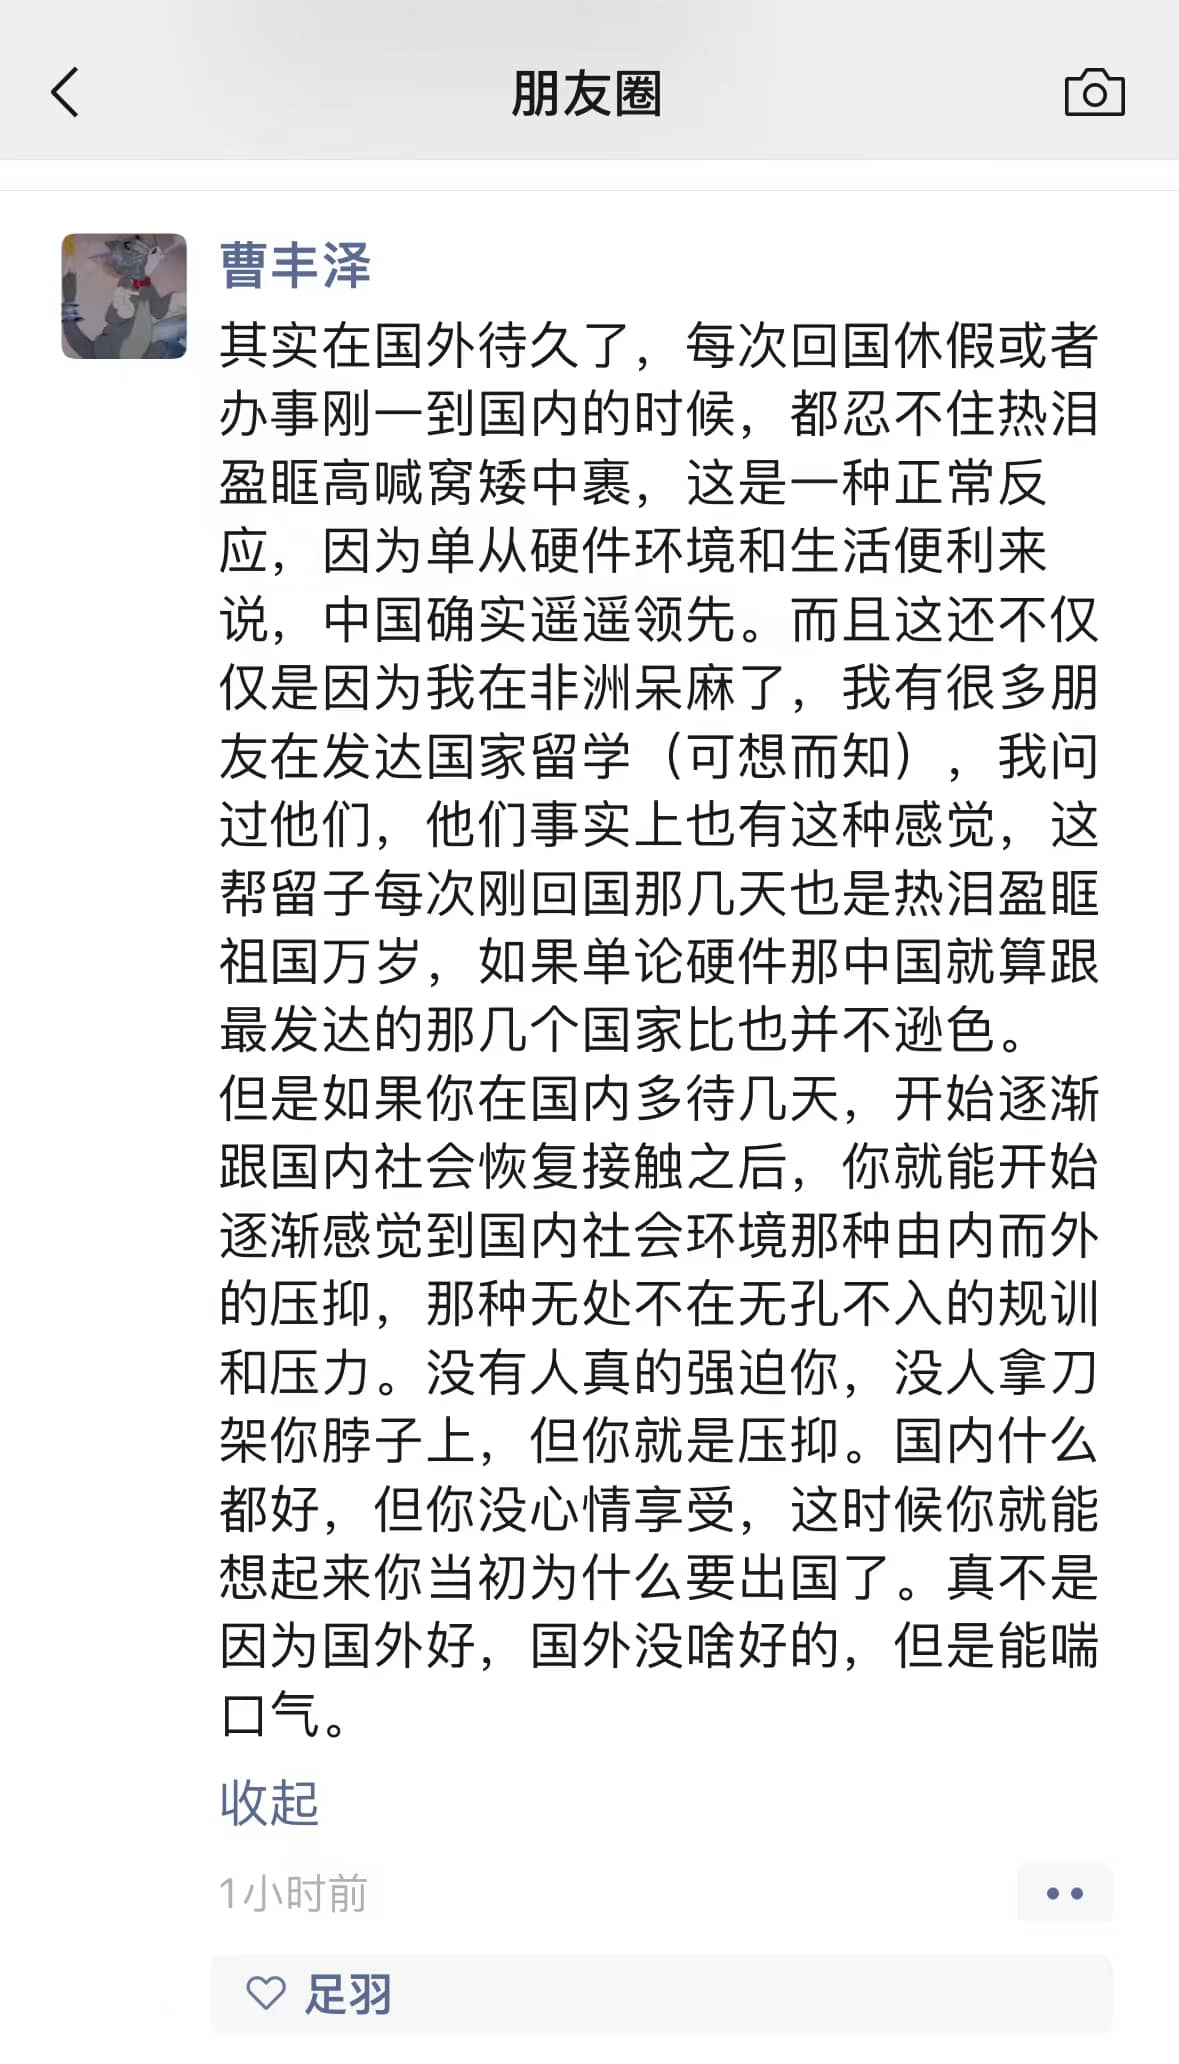 朋友圈
曹丰泽
其实在国外待久了，每次回国休假或者
办事刚一到国内的时候，都忍不住热泪
盈眶高喊窝矮中裹，这是一种正常反
应，因为单从硬件环境和生活便利来
说，中国确实遥遥领先。而且这还不仅
仅是因为我在非洲呆麻了，我有很多朋
友在发达国家留学（可想而知），我问
过他们，他们事实上也有这种感觉，这
帮留子每次刚回国那几天也是热泪盈眶
祖国万岁，如果单论硬件那中国就算跟
最发达的那几个国家比也并不逊色。
但是如果你在国内多待几天，开始逐渐
跟国内社会恢复接触之后，你就能开始
逐渐感觉到国内社会环境那种由内而外
的压抑，那种无处不在无孔不入的规训
和压力。没有人真的强迫你，没人拿刀
架你脖子上，但你就是压抑。国内什么
都好，但你没心情享受，这时候你就能
想起来你当初为什么要出国了。真不是
因为国外好，国外没啥好的，但是能喘
口气。
收起
1小时前
足羽